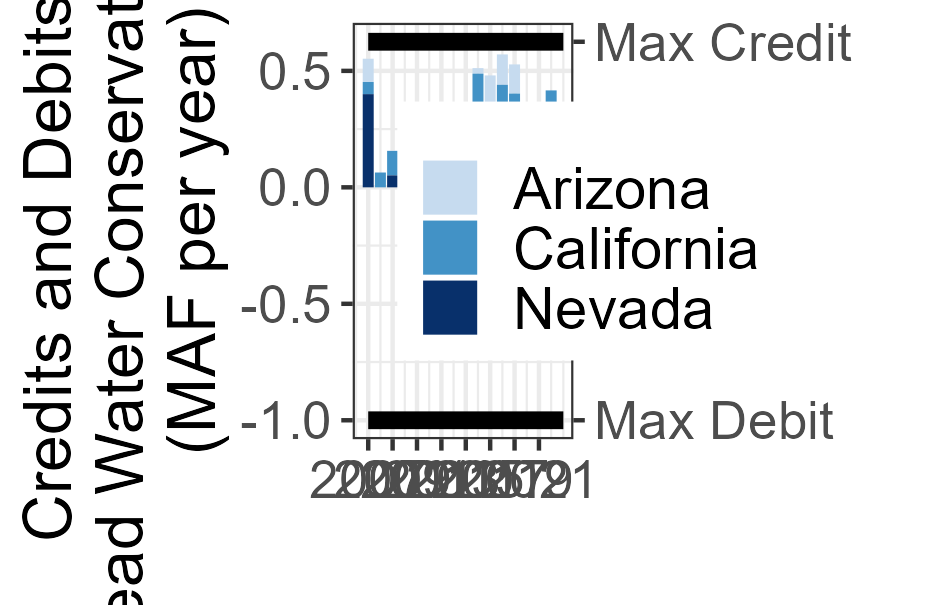 Credits and Debits
ead Water Conservat
(MAF per year)
Max Credit
0.5
0.0
-0.5
-1.0
Arizona
California
Nevada
Max Debit